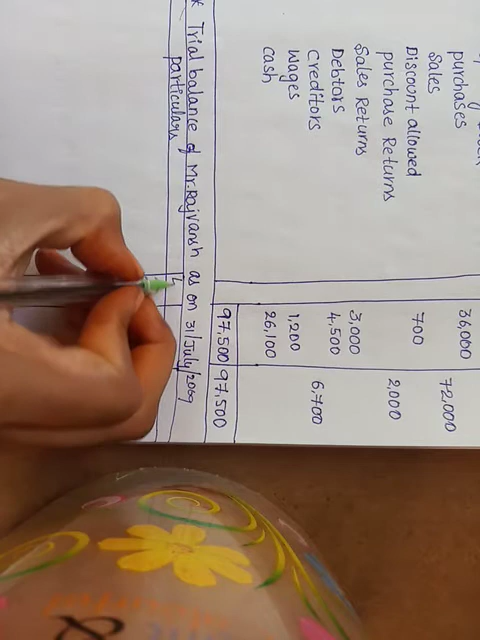 purchases 36,000
Sales 72,000
Discount allowed 700
purchase Returns 2,000
Sales Returns 3,000
Debtors 4,500
Creditors 6,700
Wages 1,200
cash 26,100
97,500 97,500
* Trial balance of Mr. Rajvansh as on 31/July/2069
particulars L